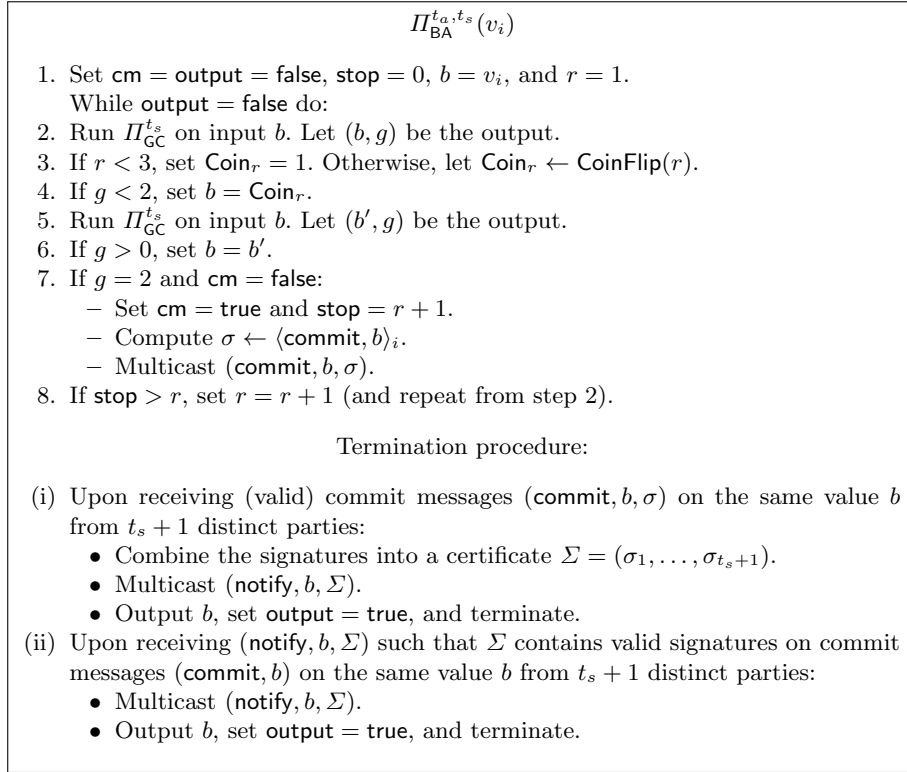 Π_BA^{t_a,t_s}(v_i)
1. Set cm = output = false, stop = 0, b = v_i, and r = 1.
While output = false do:
2. Run Π_GC^{t_s} on input b. Let (b, g) be the output.
3. If r < 3, set Coin_r = 1. Otherwise, let Coin_r ← CoinFlip(r).
4. If g < 2, set b = Coin_r.
5. Run Π_GC^{t_s} on input b. Let (b′, g) be the output.
6. If g > 0, set b = b′.
7. If g = 2 and cm = false:
– Set cm = true and stop = r + 1.
– Compute σ ← ⟨commit, b⟩_i.
– Multicast (commit, b, σ).
8. If stop > r, set r = r + 1 (and repeat from step 2).
Termination procedure:
(i) Upon receiving (valid) commit messages (commit, b, σ) on the same value b
from t_s + 1 distinct parties:
• Combine the signatures into a certificate Σ = (σ_1, . . . , σ_{t_s+1}).
• Multicast (notify, b, Σ).
• Output b, set output = true, and terminate.
(ii) Upon receiving (notify, b, Σ) such that Σ contains valid signatures on commit
messages (commit, b) on the same value b from t_s + 1 distinct parties:
• Multicast (notify, b, Σ).
• Output b, set output = true, and terminate.